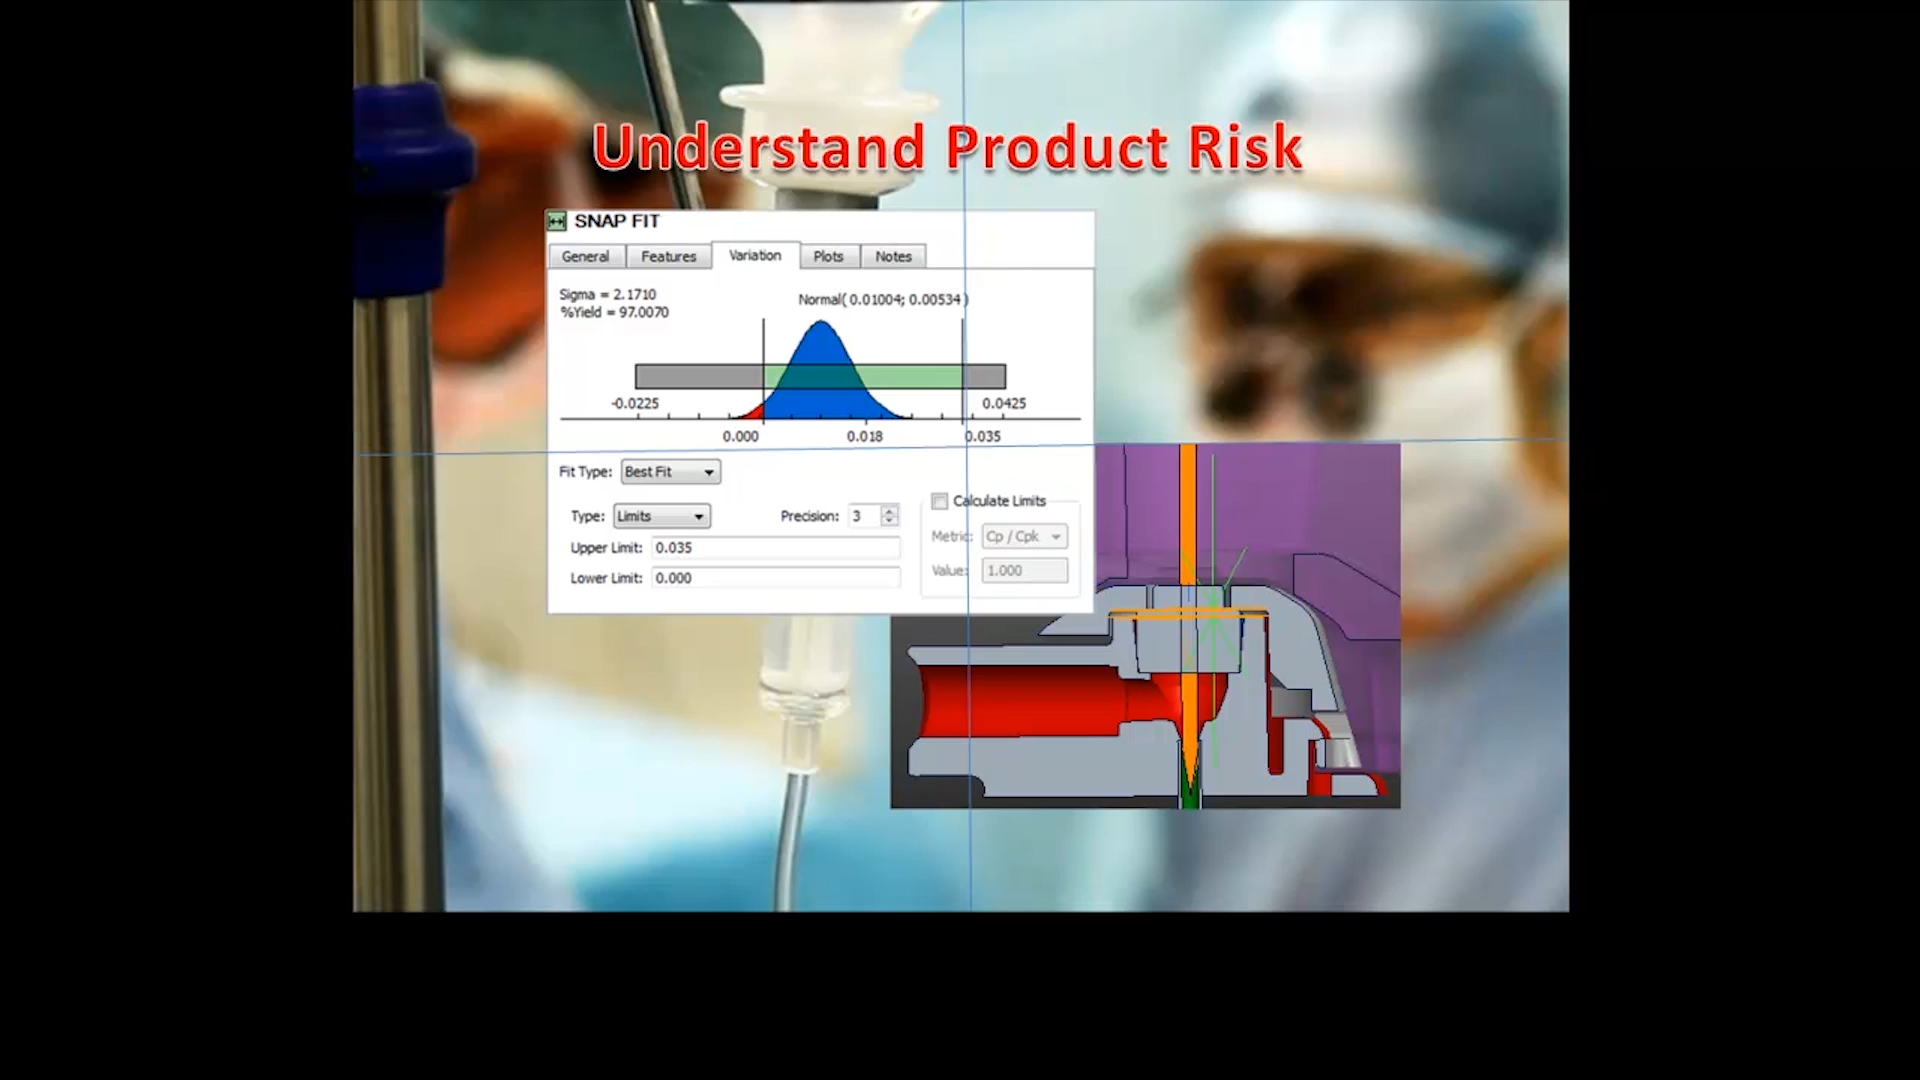 Understand Product Risk
SNAP FIT
General Features Variation Plots Notes
Sigma = 2.1710
%Yield = 97.0070
Normal( 0.01004; 0.00534 )
-0.0225 0.0425
0.000 0.018 0.035
Fit Type: Best Fit
Calculate Limits
Type: Limits Precision: 3
Metric: Cp / Cpk
Upper Limit: 0.035
Value: 1.000
Lower Limit: 0.000